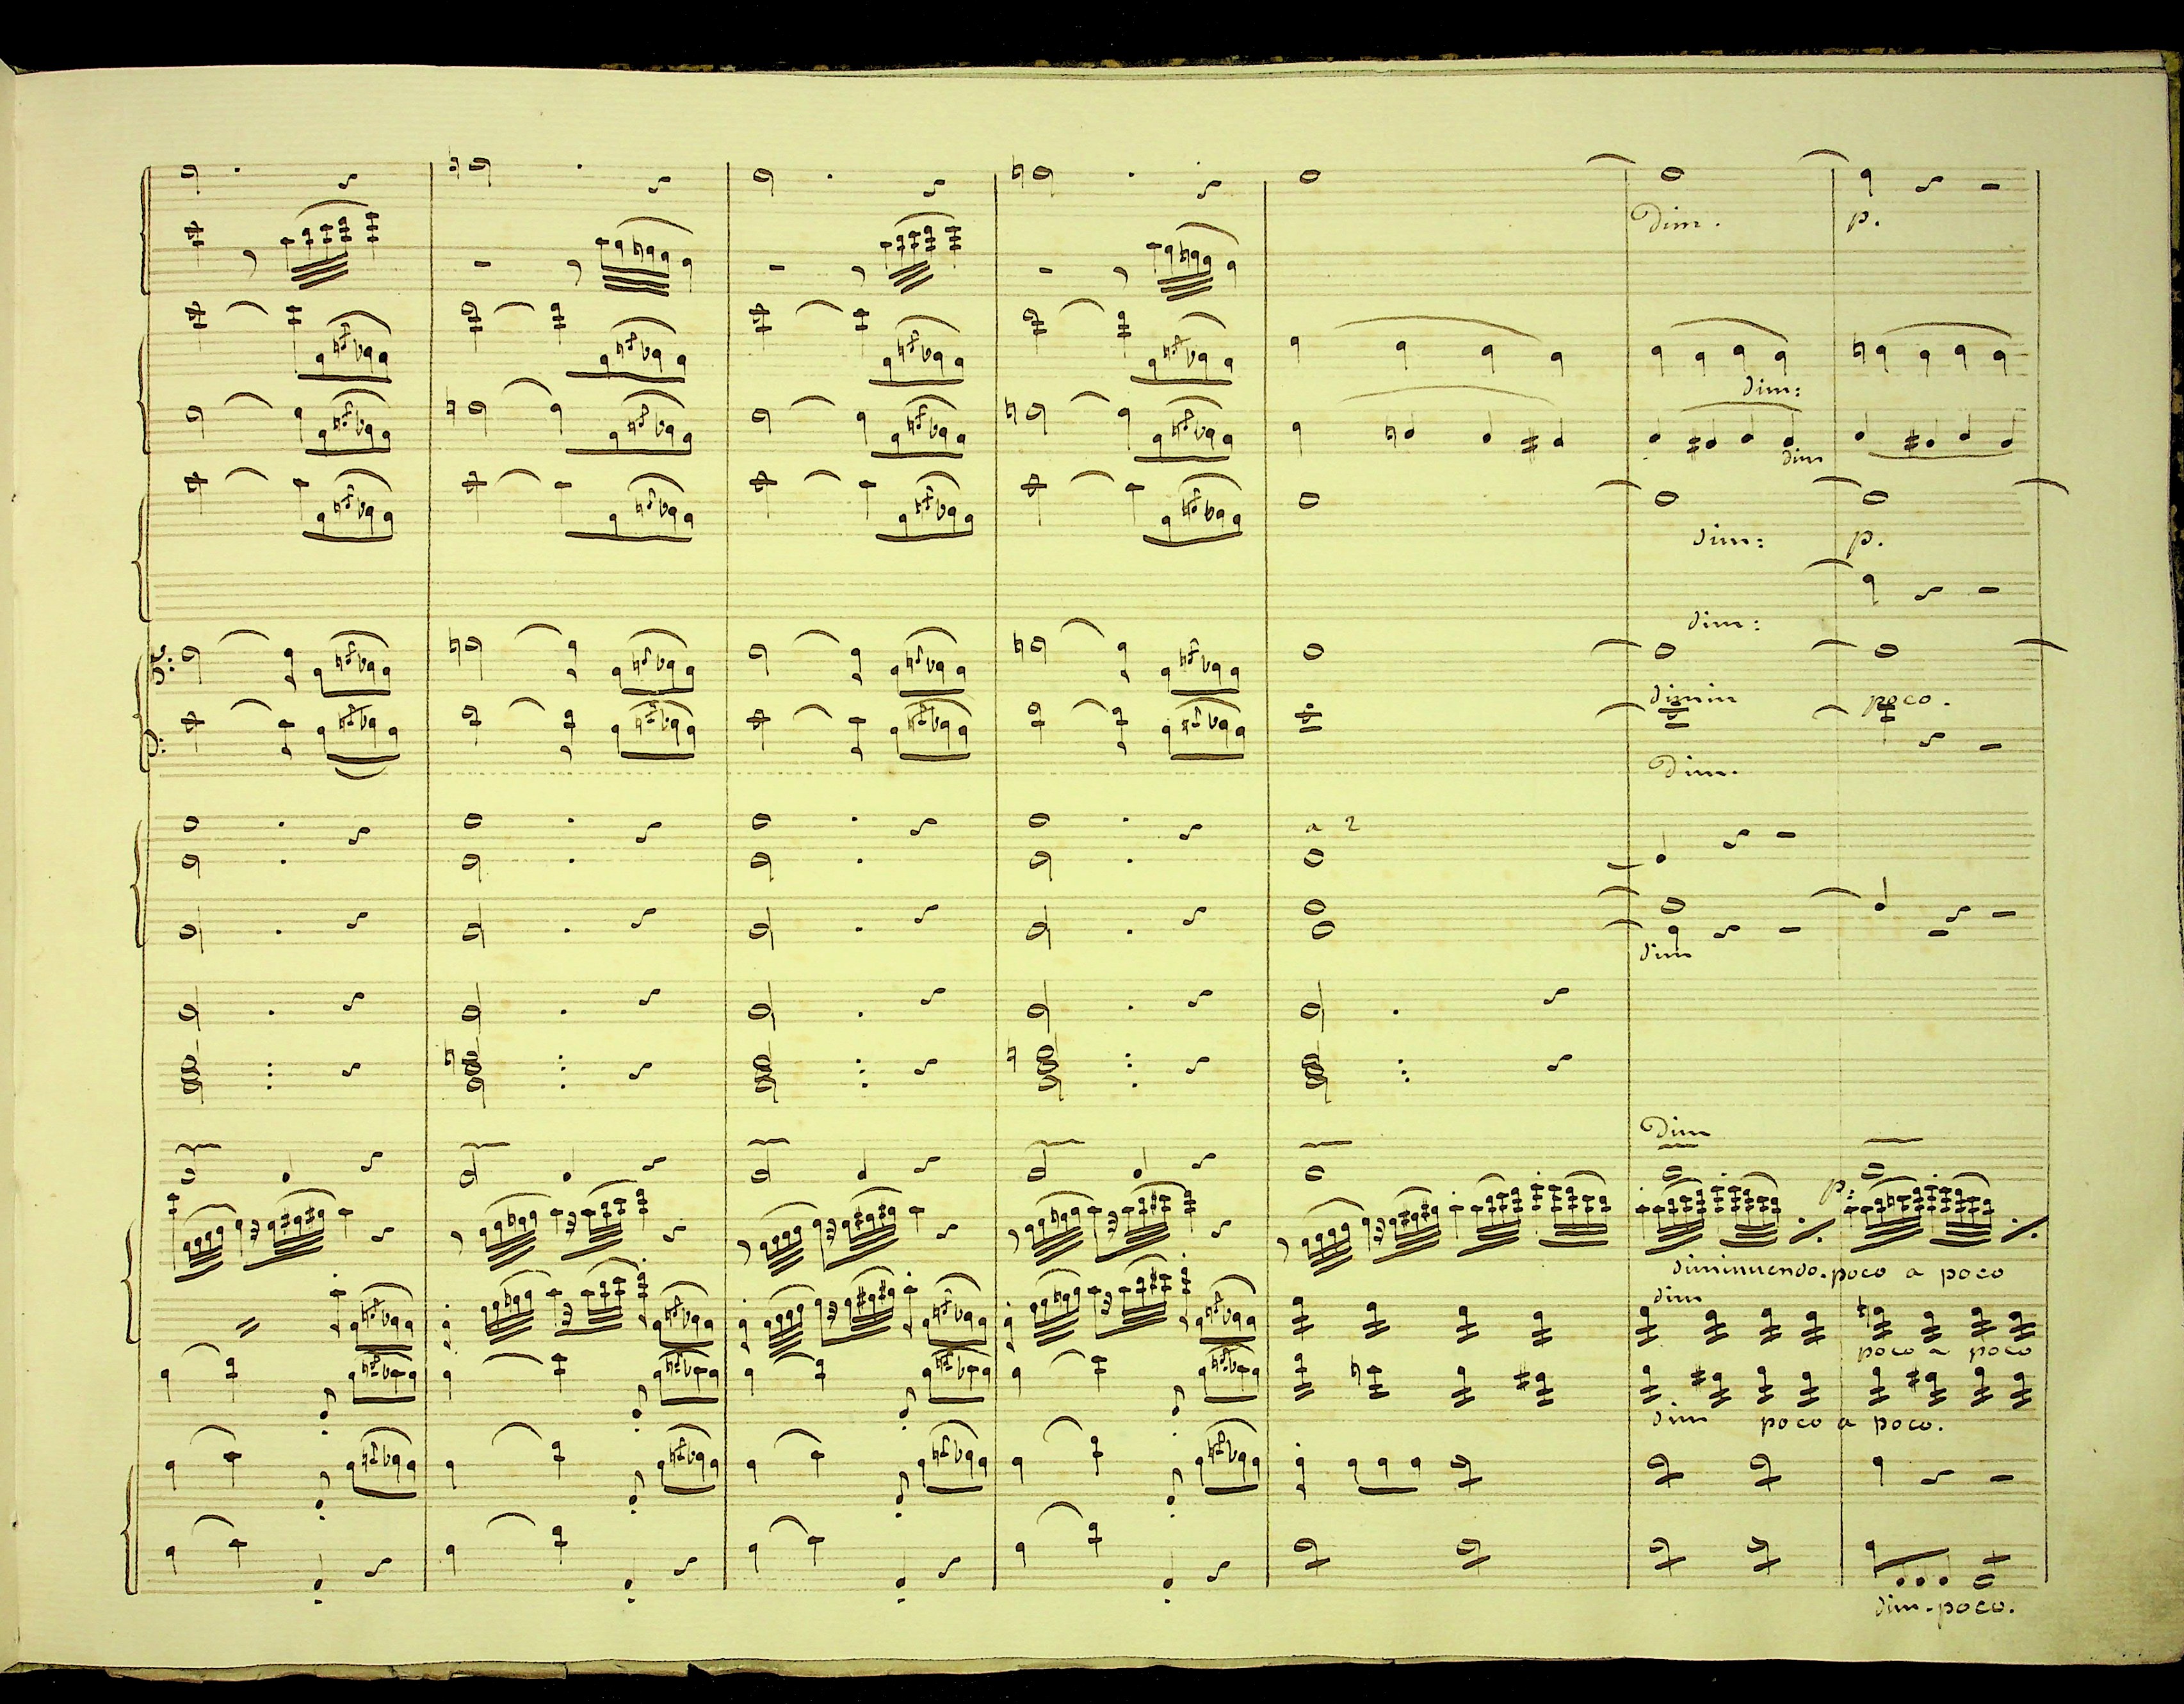 Dim. p.
dim:
dim
dim: p.
dim:
dimin poco.
Dim.
a 2
dim
Dim
p:
diminuendo. poco a poco
dim
poco a poco
dim poco a poco.
dim. poco.